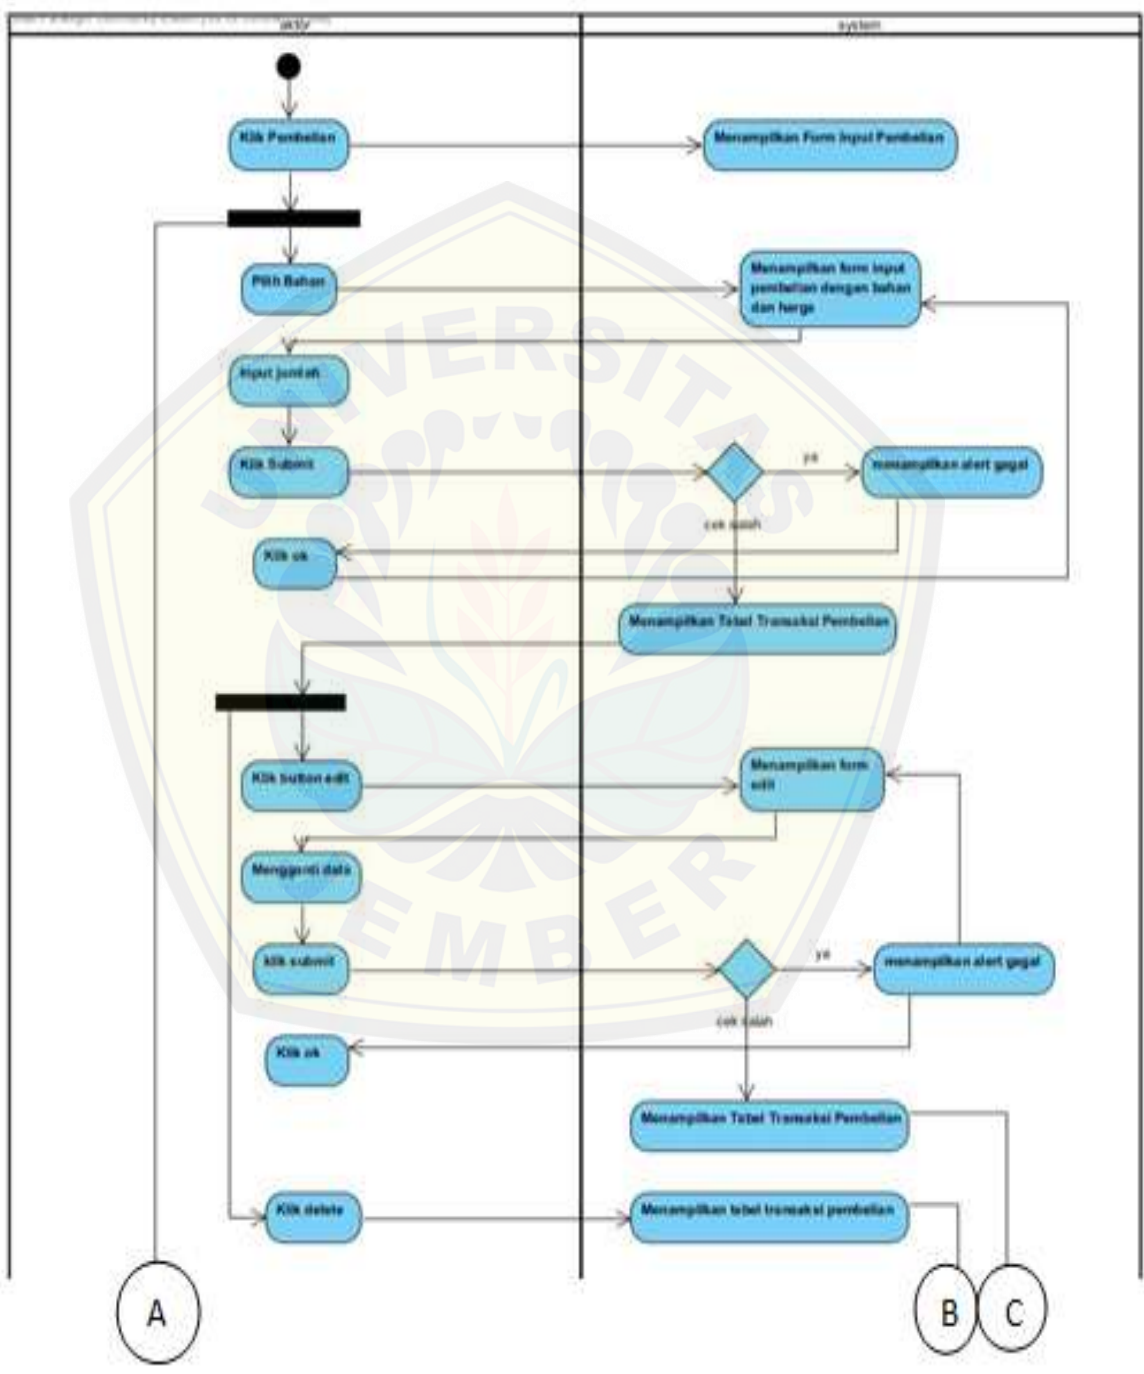 aktor
system
Klik Pembelian
Menampilkan Form Input Pembelian
Pilih Bahan
Menampilkan form input
pembelian dengan bahan
dan harga
Input jumlah
Klik Submit
ya
menampilkan alert gagal
cek salah
Klik ok
Menampilkan Tabel Transaksi Pembelian
Klik button edit
Menampilkan form
edit
Mengganti data
klik submit
ya
menampilkan alert gagal
cek salah
Klik ok
Menampilkan Tabel Transaksi Pembelian
Klik delete
Menampilkan tabel transaksi pembelian
A
B
C
UNIVERSITAS
JEMBER